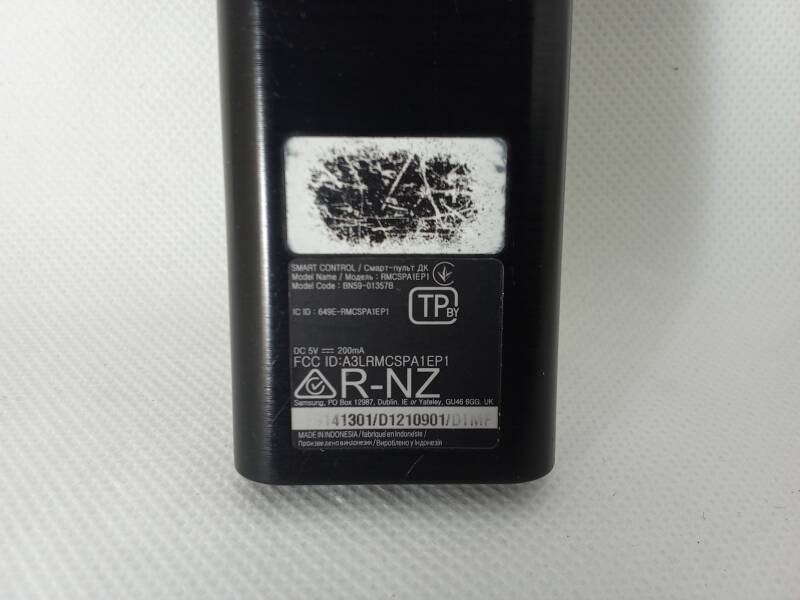 SMART CONTROL / Смарт-пульт ДК
Model Name / Модель : RMCSPA1EP1
Model Code : BN59-01357B
TP BY
IC ID : 649E-RMCSPA1EP1
DC 5V ⎓ 200mA
FCC ID:A3LRMCSPA1EP1
R-NZ
Samsung, PO Box 12987, Dublin, IE or Yateley, GU46 6GG. UK
141301/D1210901/D1MF
MADE IN INDONESIA / fabriqué en Indonésie /
Произведено в Индонезии / Вироблено у Індонезія